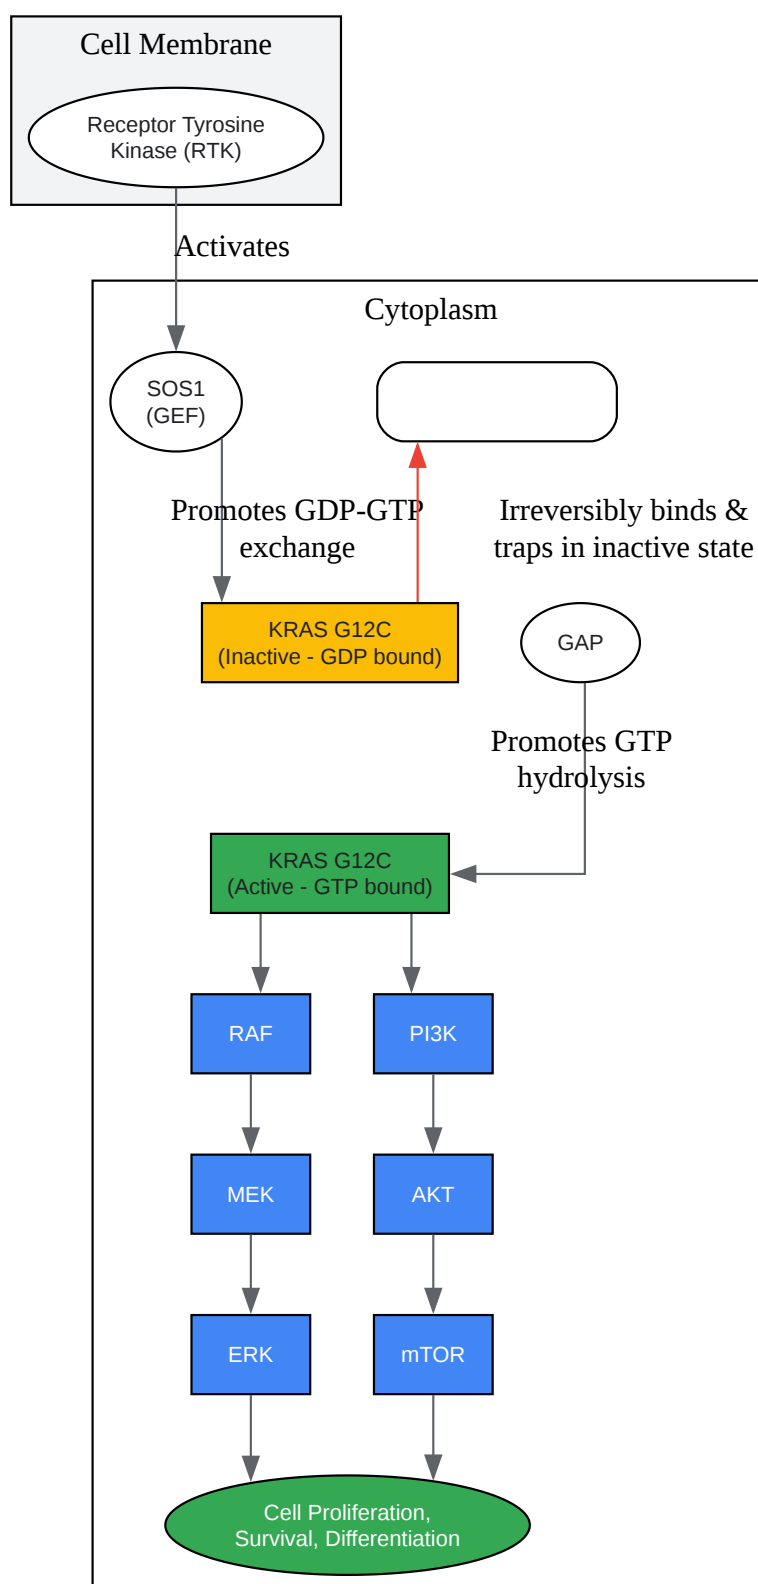 Cell Membrane
Receptor Tyrosine
Kinase (RTK)
Activates
Cytoplasm
SOS1
(GEF)
Promotes GDP-GTP
exchange
Irreversibly binds &
traps in inactive state
KRAS G12C
(Inactive - GDP bound)
GAP
Promotes GTP
hydrolysis
KRAS G12C
(Active - GTP bound)
RAF
PI3K
MEK
AKT
ERK
mTOR
Cell Proliferation,
Survival, Differentiation